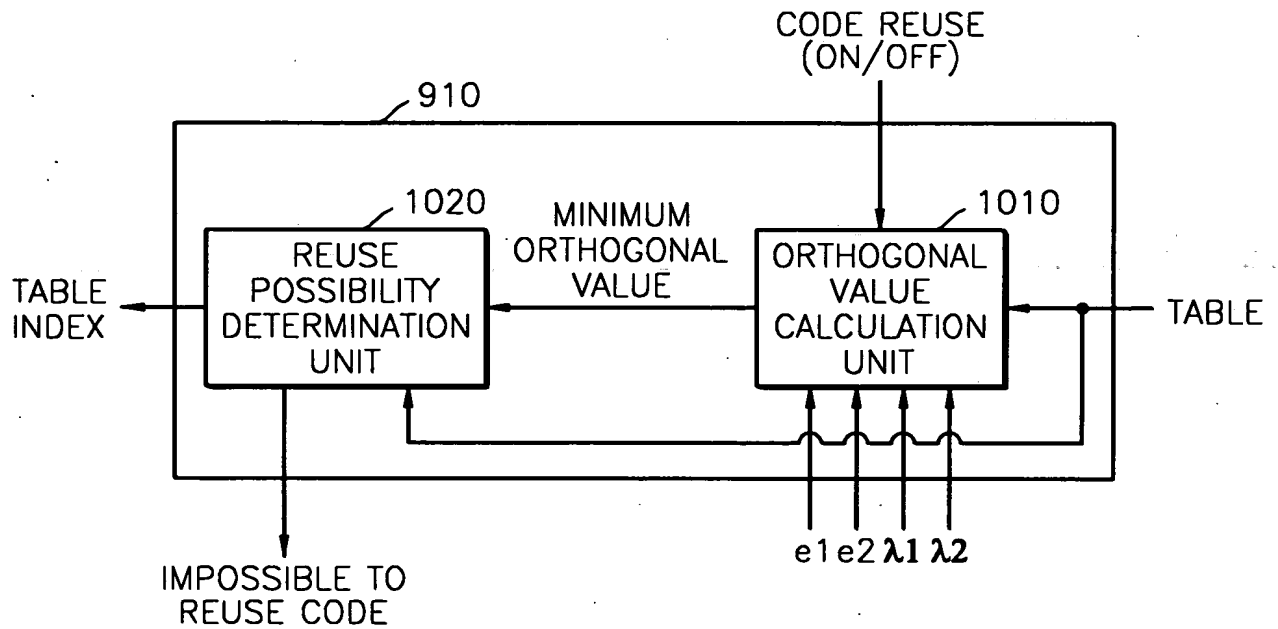 CODE REUSE
(ON/OFF)
910
1020
MINIMUM
ORTHOGONAL
VALUE
1010
REUSE
POSSIBILITY
DETERMINATION
UNIT
ORTHOGONAL
VALUE
CALCULATION
UNIT
TABLE
INDEX
TABLE
e1 e2 λ1 λ2
IMPOSSIBLE TO
REUSE CODE